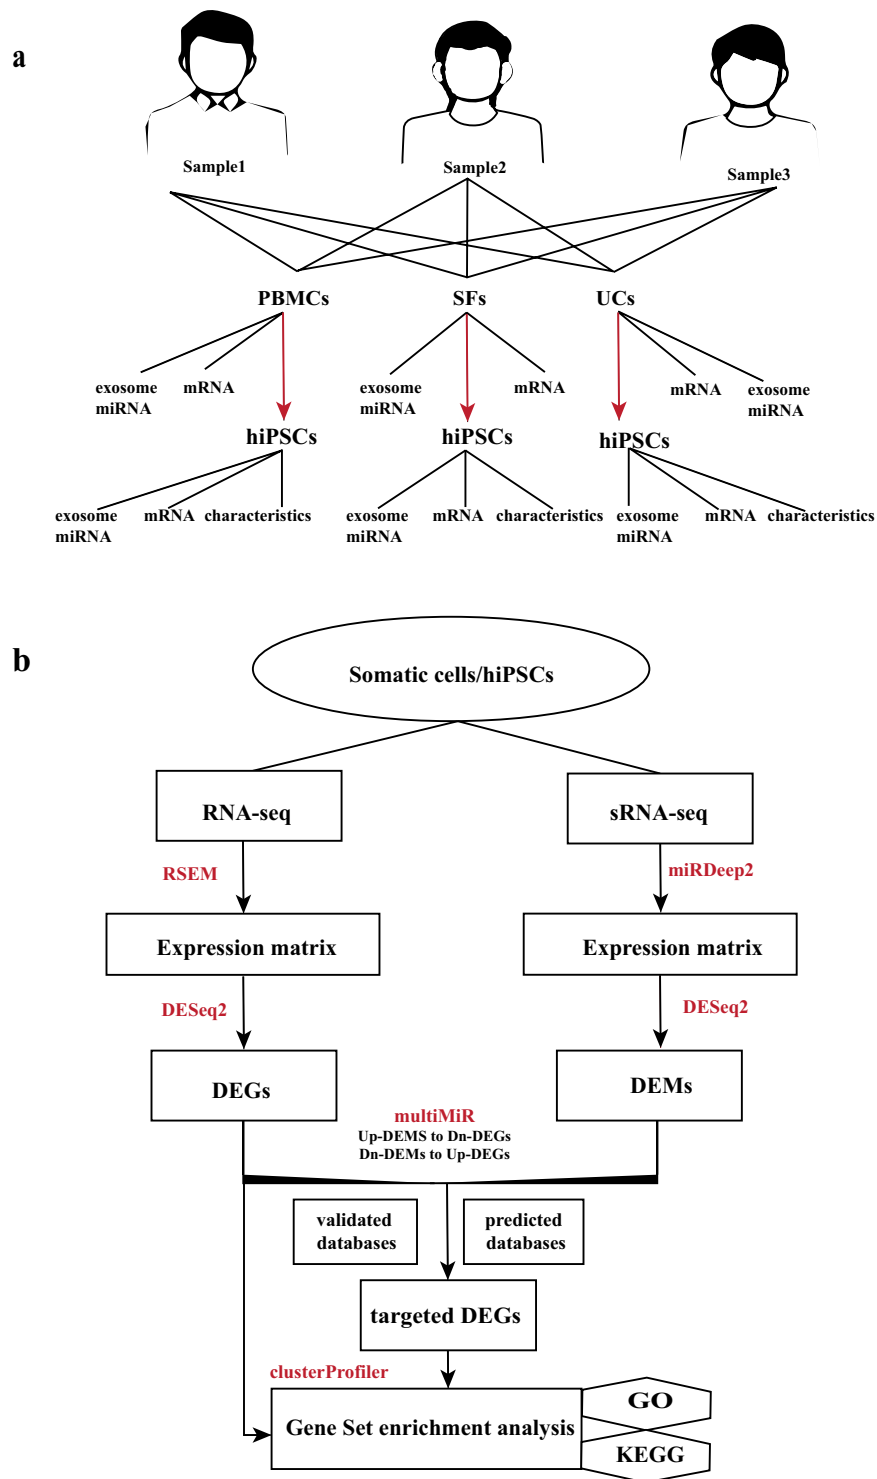 a
Sample1
Sample2
Sample3
PBMCs
SFs
UCs
exosome
miRNA
mRNA
exosome
miRNA
mRNA
mRNA
exosome
miRNA
hiPSCs
hiPSCs
hiPSCs
exosome
miRNA
mRNA
characteristics
exosome
miRNA
mRNA
characteristics
exosome
miRNA
mRNA
characteristics
b
Somatic cells/hiPSCs
RNA-seq
sRNA-seq
RSEM
miRDeep2
Expression matrix
Expression matrix
DESeq2
DESeq2
DEGs
DEMs
multiMiR
Up-DEMS to Dn-DEGs
Dn-DEMs to Up-DEGs
validated
databases
predicted
databases
targeted DEGs
clusterProfiler
Gene Set enrichment analysis
GO
KEGG